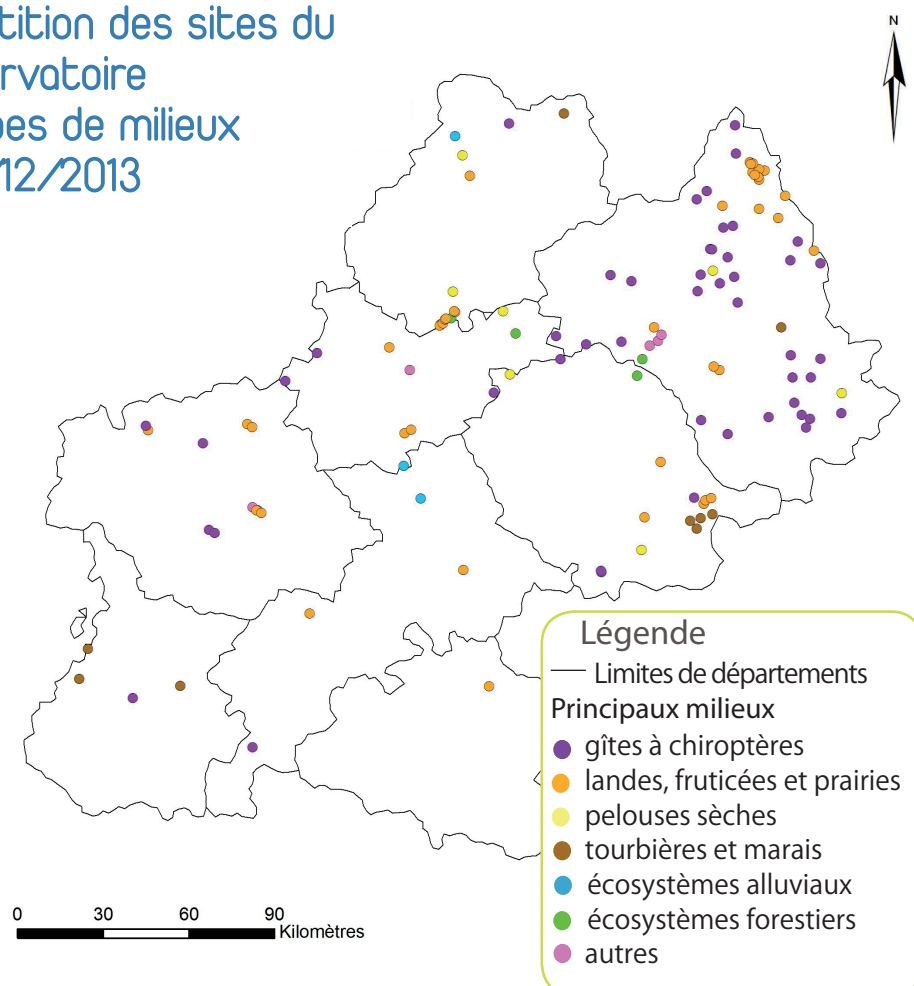 tition des sites du
rvatoire
es de milieux
12/2013
N
Légende
Limites de départements
Principaux milieux
gîtes à chiroptères
landes, fruticées et prairies
pelouses sèches
tourbières et marais
écosystèmes alluviaux
écosystèmes forestiers
autres
0 30 60 90
Kilomètres